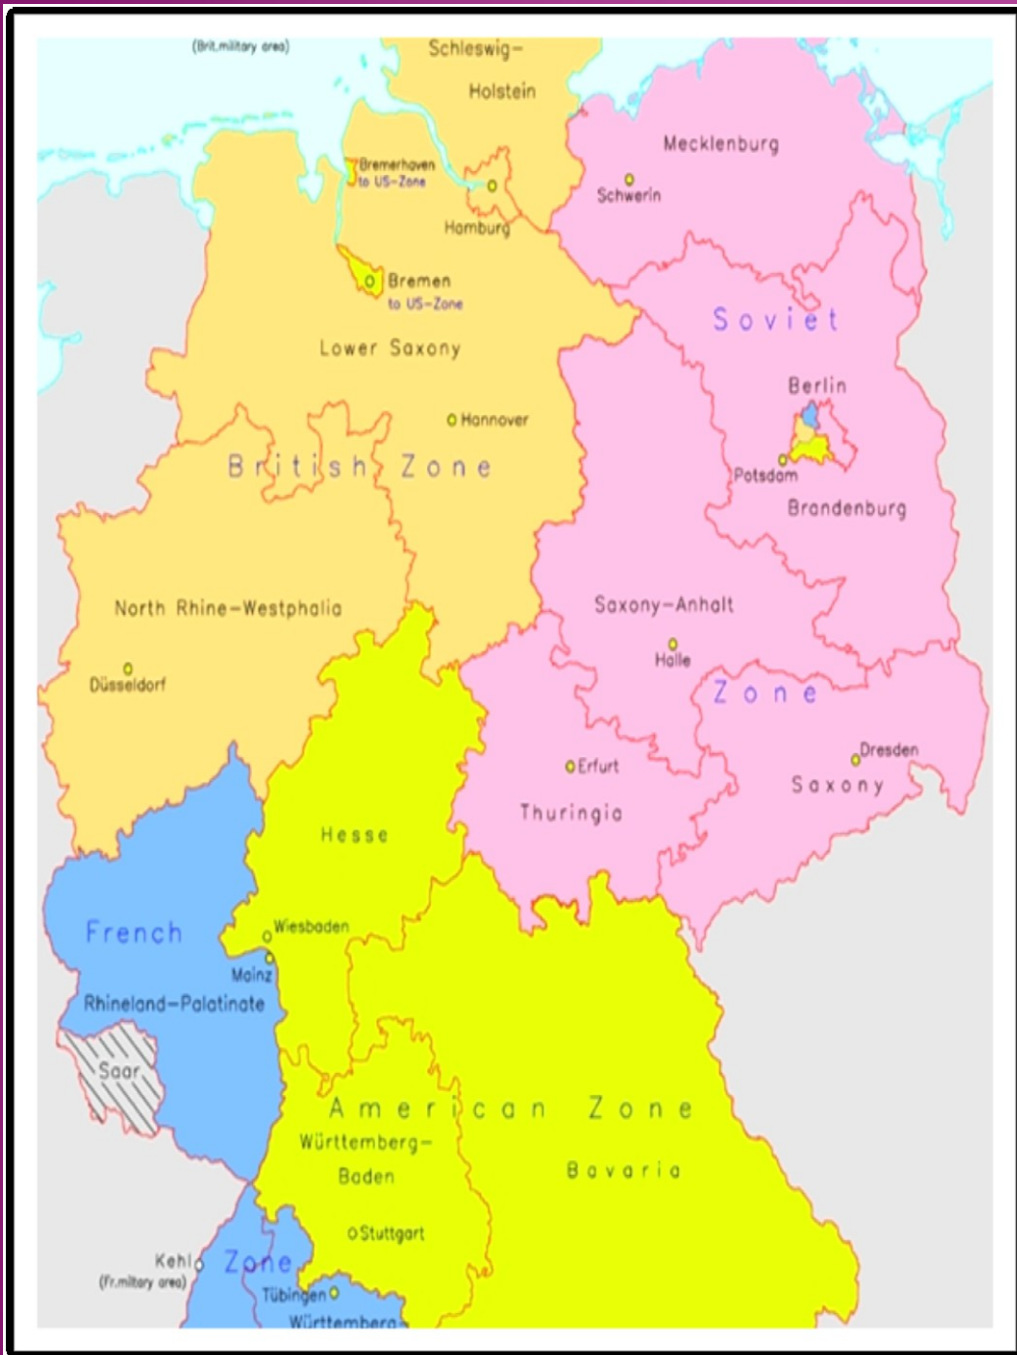 (Brit.military area)
Schleswig-
Holstein
Mecklenburg
Bremerhaven
to US-Zone
Schwerin
Hamburg
Bremen
to US-Zone
Soviet
Lower Saxony
Berlin
Hannover
British Zone
Potsdam
Brandenburg
North Rhine-Westphalia
Saxony-Anhalt
Halle
Düsseldorf
Zone
Dresden
Erfurt
Saxony
Thuringia
Hesse
Wiesbaden
French
Mainz
Rhineland-Palatinate
Saar
American Zone
Württemberg-
Baden
Bavaria
Stuttgart
Kehl
(Fr.military area)
Zone
Tübingen
Württemberg-